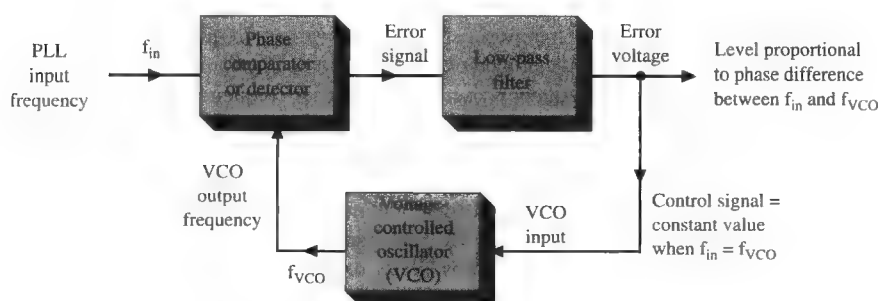 PLL
input
frequency
f_in
Phase
comparator
or detector
Error
signal
Low-pass
filter
Error
voltage
Level proportional
to phase difference
between f_in and f_VCO
VCO
output
frequency
Voltage-
controlled
oscillator
(VCO)
f_VCO
VCO
input
Control signal =
constant value
when f_in = f_VCO